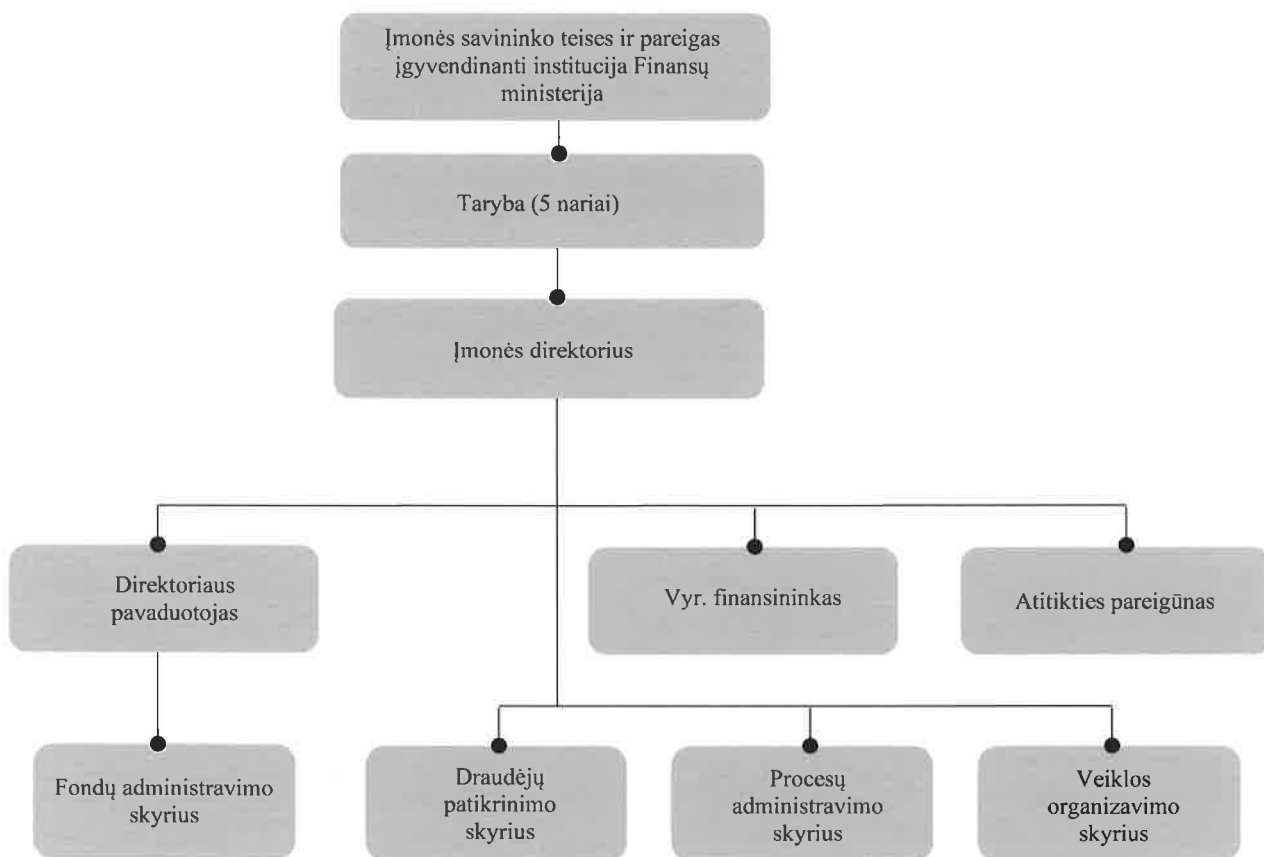 Įmonės savininko teises ir pareigas
įgyvendinanti institucija Finansų
ministerija
Taryba (5 nariai)
Įmonės direktorius
Direktoriaus
pavaduotojas
Vyr. finansininkas
Atitikties pareigūnas
Fondų administravimo
skyrius
Draudėjų
patikrinimo
skyrius
Procesų
administravimo
skyrius
Veiklos
organizavimo
skyrius